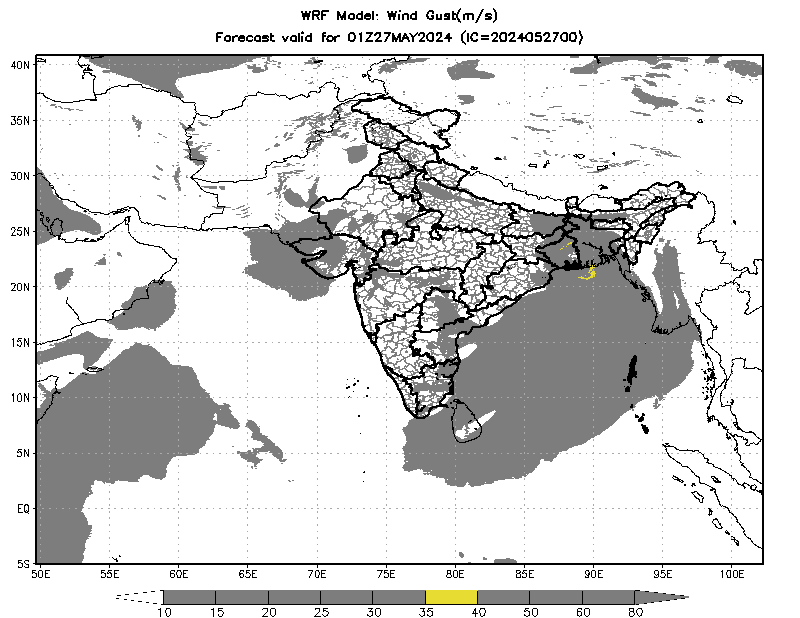 WRF Model: Wind Gust(m/s)
Forecast valid for 01Z27MAY2024 (IC=2024052700)
40N
35N
30N
25N
20N
15N
10N
5N
EQ
5S
50E 55E 60E 65E 70E 75E 80E 85E 90E 95E 100E
10 15 20 25 30 35 40 50 60 80